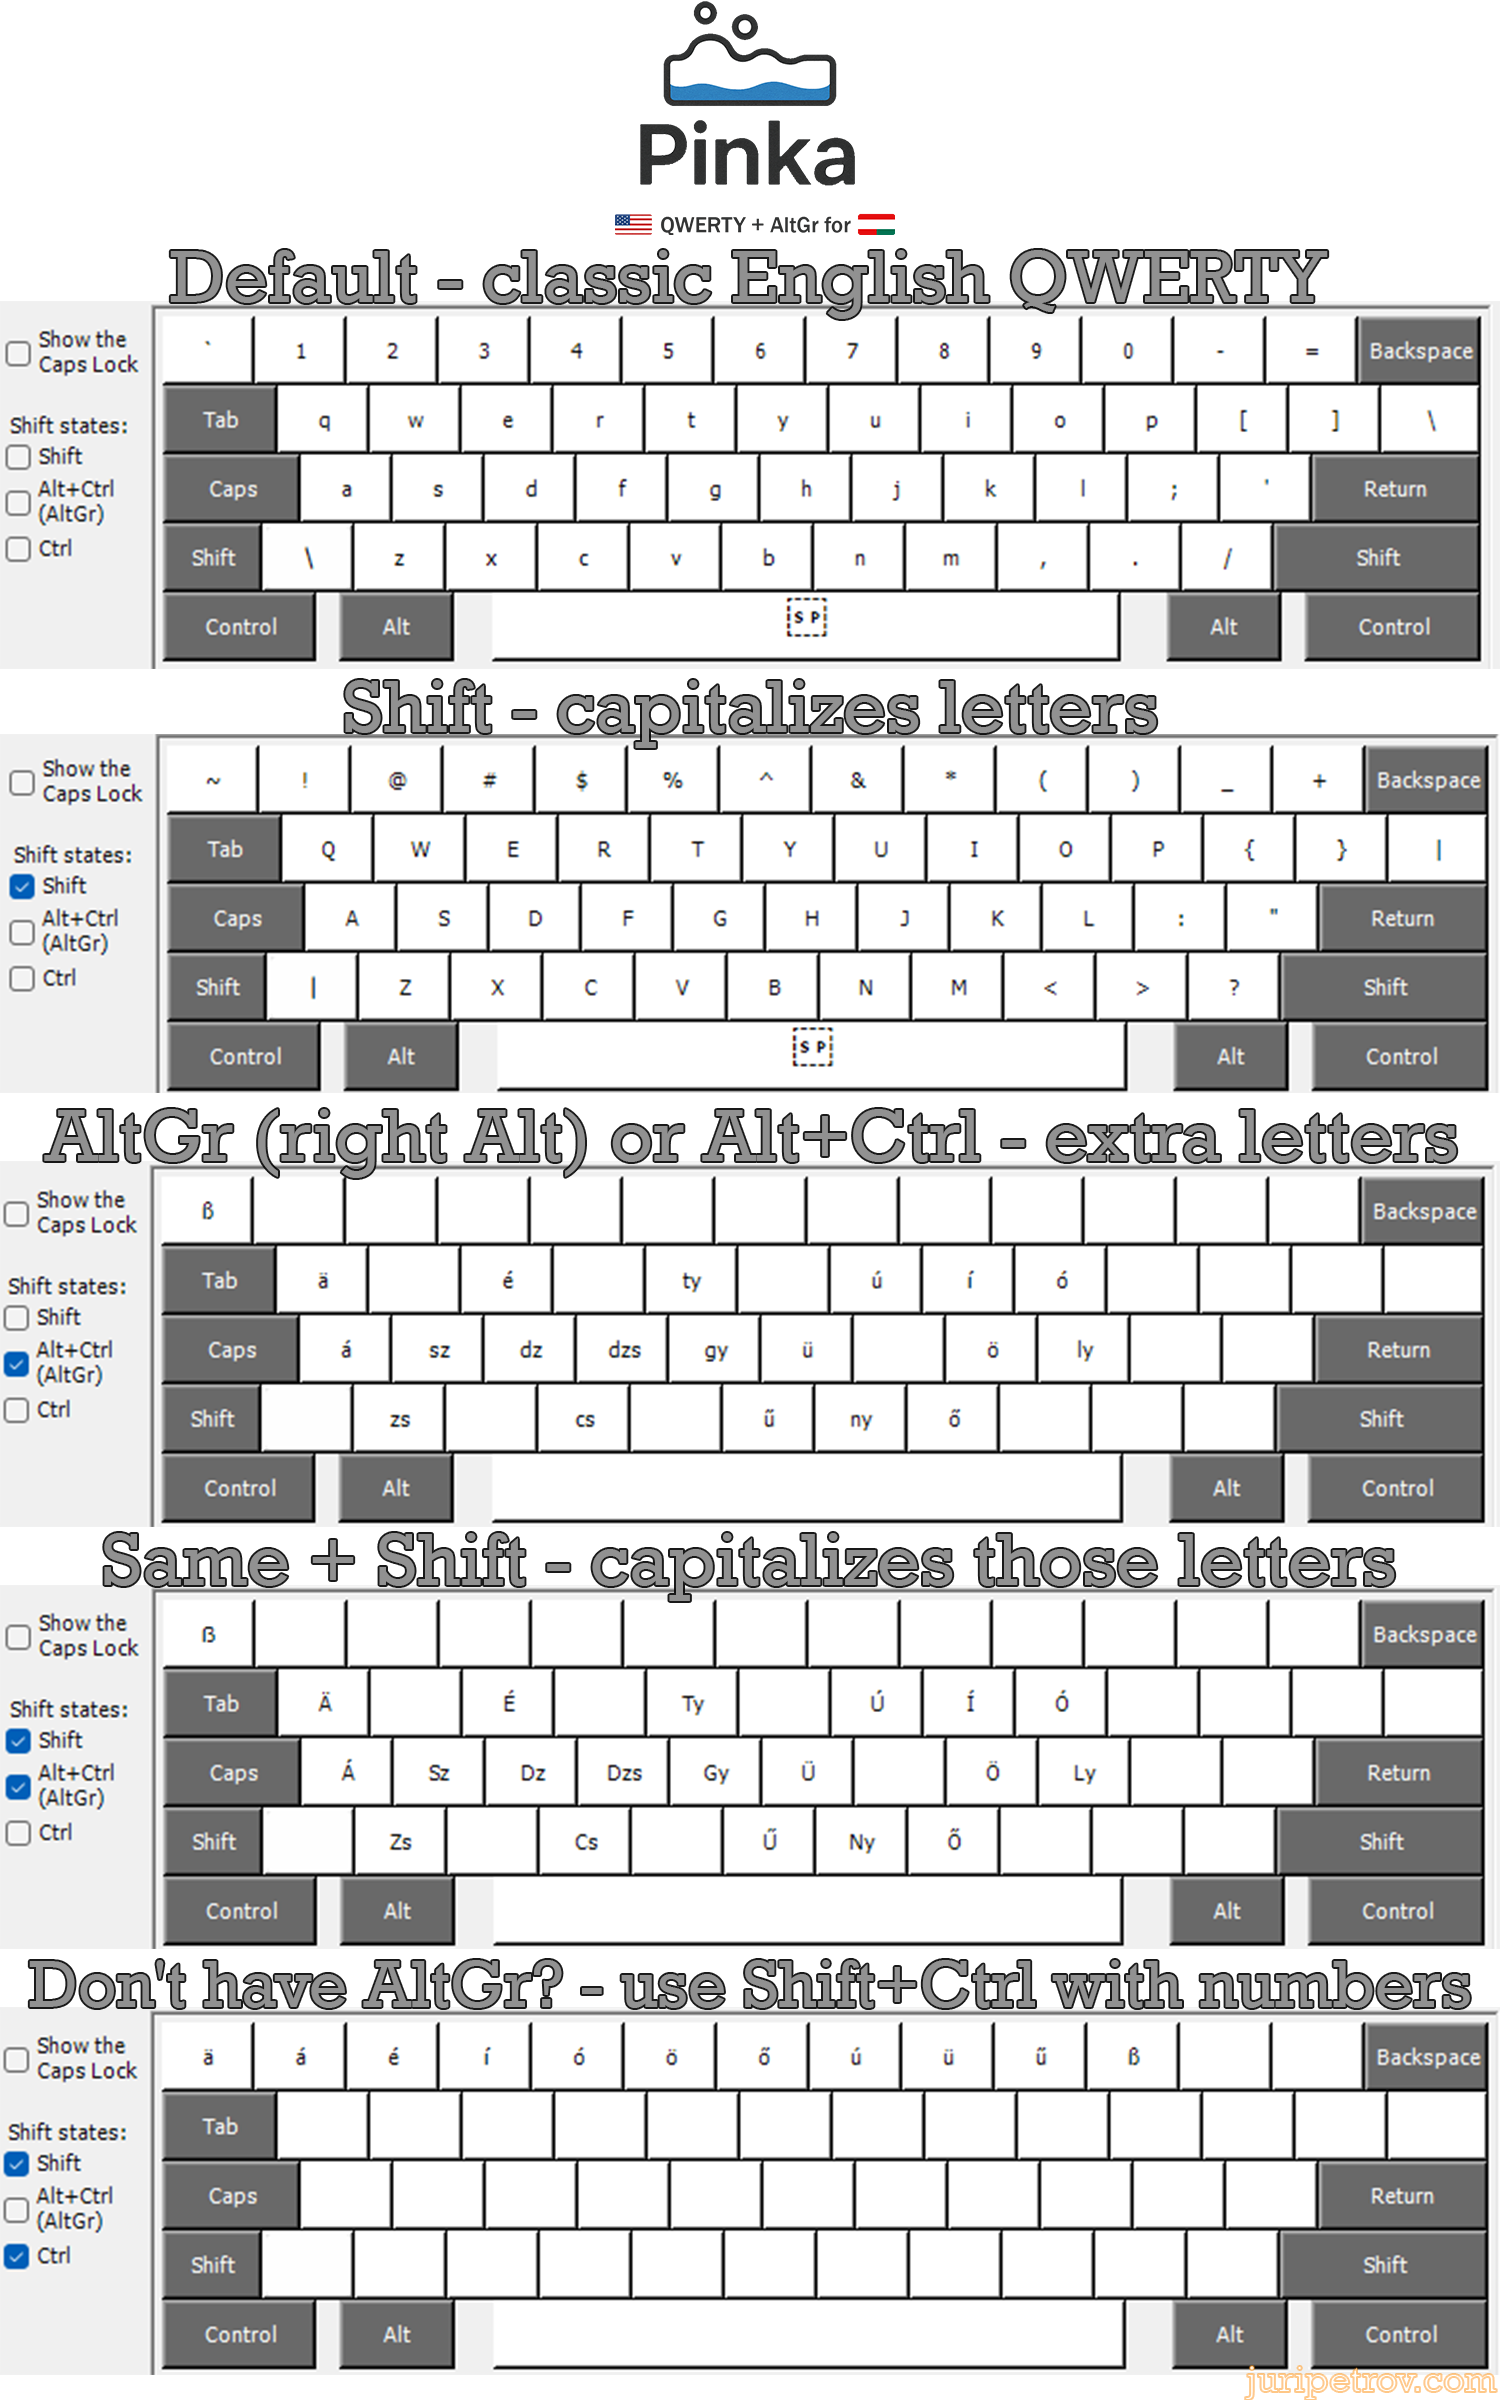 Pinka
QWERTY + AltGr for
Default - classic English QWERTY
Show the
Caps Lock
Shift states:
Shift
Alt+Ctrl
(AltGr)
Ctrl
` 1 2 3 4 5 6 7 8 9 0 - = Backspace
Tab q w e r t y u i o p [ ] \
Caps a s d f g h j k l ; ' Return
Shift \ z x c v b n m , . / Shift
Control Alt SP Alt Control
Shift - capitalizes letters
Show the
Caps Lock
Shift states:
Shift
Alt+Ctrl
(AltGr)
Ctrl
~ ! @ # $ % ^ & * ( ) _ + Backspace
Tab Q W E R T Y U I O P { } |
Caps A S D F G H J K L : " Return
Shift | Z X C V B N M < > ? Shift
Control Alt SP Alt Control
AltGr (right Alt) or Alt+Ctrl - extra letters
Show the
Caps Lock
Shift states:
Shift
Alt+Ctrl
(AltGr)
Ctrl
ß Backspace
Tab ä é ty ú í ó
Caps á sz dz dzs gy ü ö ly Return
Shift zs cs ű ny ő Shift
Control Alt Alt Control
Same + Shift - capitalizes those letters
Show the
Caps Lock
Shift states:
Shift
Alt+Ctrl
(AltGr)
Ctrl
ẞ Backspace
Tab Ä É Ty Ú Í Ó
Caps Á Sz Dz Dzs Gy Ü Ö Ly Return
Shift Zs Cs Ű Ny Ő Shift
Control Alt Alt Control
Don't have AltGr? - use Shift+Ctrl with numbers
Show the
Caps Lock
Shift states:
Shift
Alt+Ctrl
(AltGr)
Ctrl
ä á é í ó ö ő ú ü ű ß Backspace
Tab
Caps Return
Shift Shift
Control Alt Alt Control
juripetrov.com